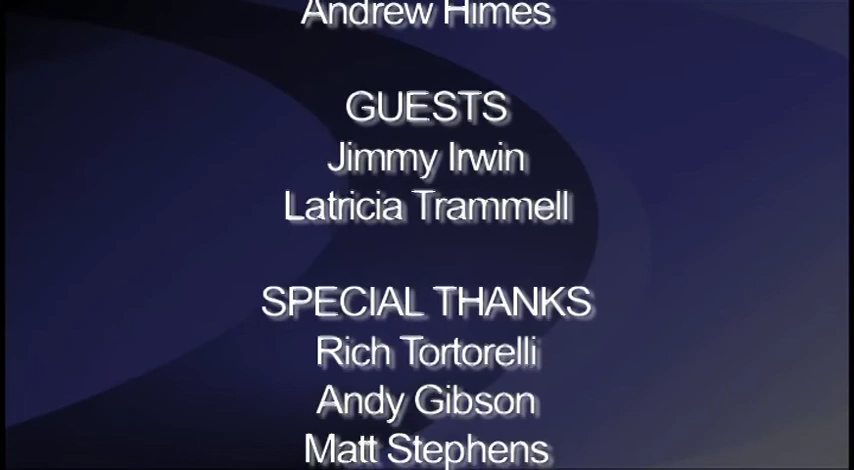 Andrew Himes
GUESTS
Jimmy Irwin
Latricia Trammell
SPECIAL THANKS
Rich Tortorelli
Andy Gibson
Matt Stephens